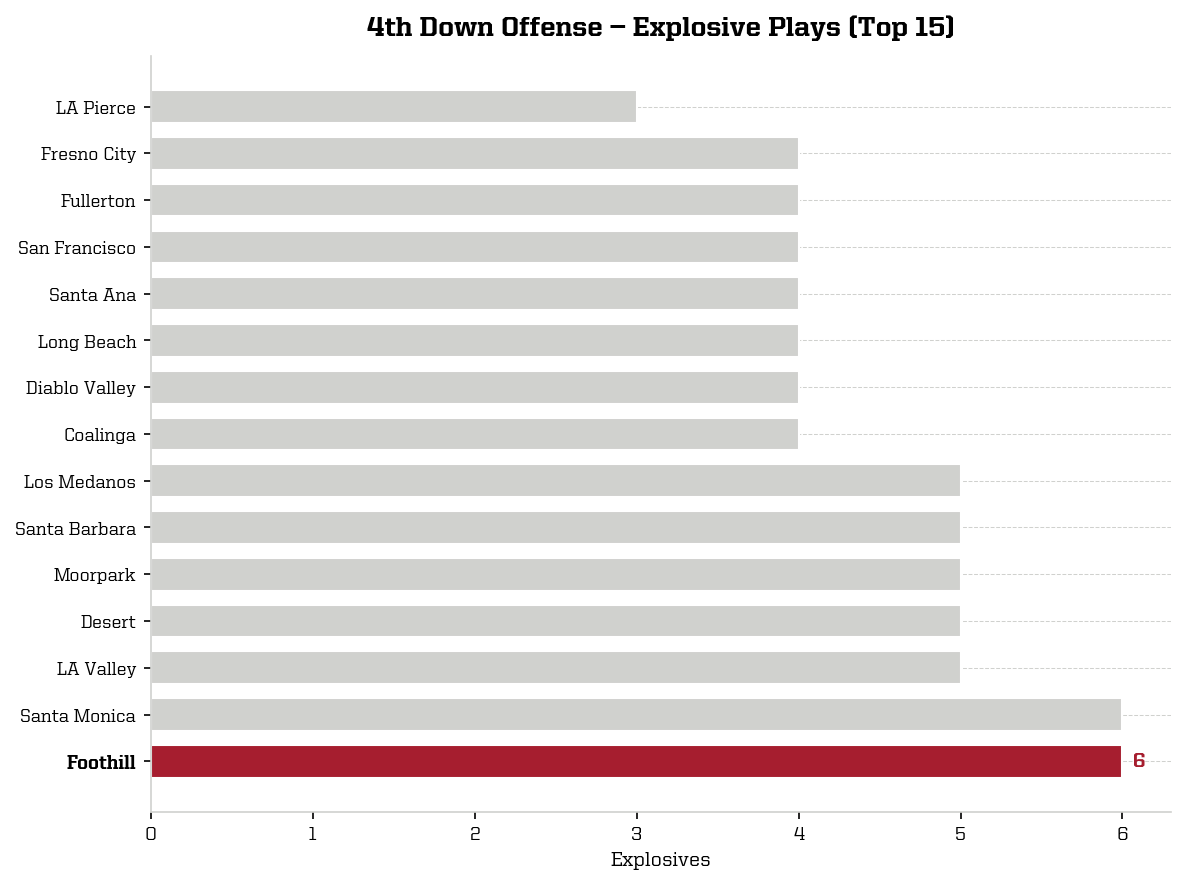 4th Down Offense – Explosive Plays (Top 15)
LA Pierce
Fresno City
Fullerton
San Francisco
Santa Ana
Long Beach
Diablo Valley
Coalinga
Los Medanos
Santa Barbara
Moorpark
Desert
LA Valley
Santa Monica
Foothill 6
0 1 2 3 4 5 6
Explosives